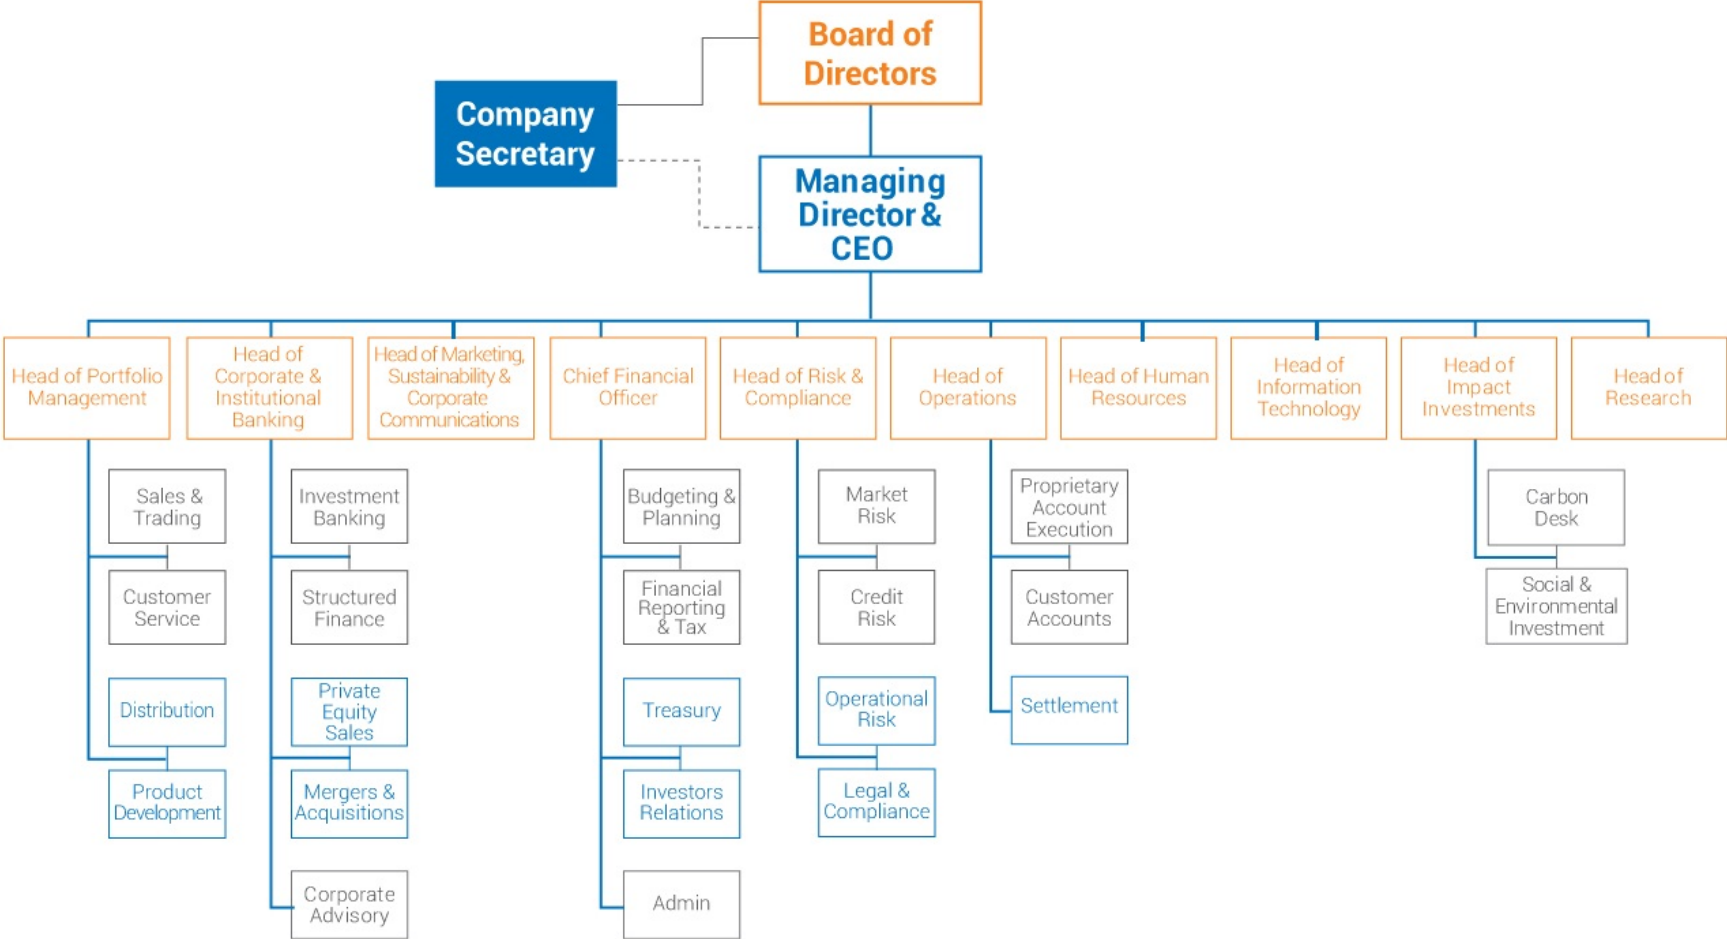 Board of
Directors
Company
Secretary
Managing
Director &
CEO
Head of Portfolio
Management
Head of
Corporate &
Institutional
Banking
Head of Marketing,
Sustainability &
Corporate
Communications
Chief Financial
Officer
Head of Risk &
Compliance
Head of
Operations
Head of Human
Resources
Head of
Information
Technology
Head of
Impact
Investments
Head of
Research
Sales &
Trading
Investment
Banking
Budgeting &
Planning
Market
Risk
Proprietary
Account
Execution
Carbon
Desk
Customer
Service
Structured
Finance
Financial
Reporting
& Tax
Credit
Risk
Customer
Accounts
Social &
Environmental
Investment
Distribution
Private
Equity
Sales
Treasury
Operational
Risk
Settlement
Product
Development
Mergers &
Acquisitions
Investors
Relations
Legal &
Compliance
Corporate
Advisory
Admin